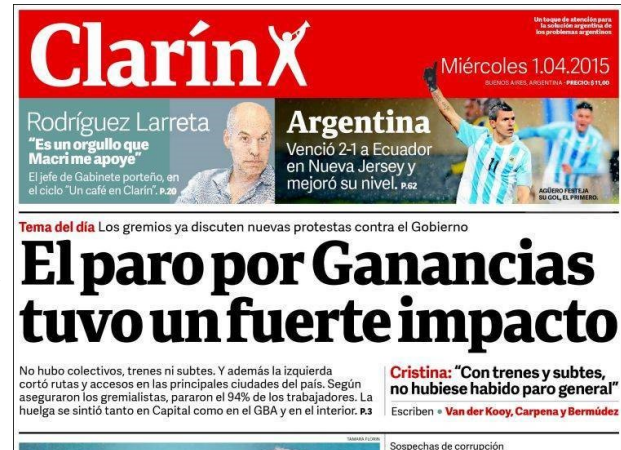 Un toque de atención para
la solución argentina de
los problemas argentinos
Clarín
Miércoles 1.04.2015
BUENOS AIRES, ARGENTINA - PRECIO: $ 11,00
Rodríguez Larreta
"Es un orgullo que
Macri me apoye"
El jefe de Gabinete porteño, en
el ciclo "Un café en Clarín". P.20
Argentina
Venció 2-1 a Ecuador
en Nueva Jersey y
mejoró su nivel. P.62
11
AGÜERO FESTEJA
SU GOL, EL PRIMERO.
Tema del día Los gremios ya discuten nuevas protestas contra el Gobierno
El paro por Ganancias
tuvo un fuerte impacto
No hubo colectivos, trenes ni subtes. Y además la izquierda
cortó rutas y accesos en las principales ciudades del país. Según
aseguraron los gremialistas, pararon el 94% de los trabajadores. La
huelga se sintió tanto en Capital como en el GBA y en el interior. P.3
Cristina: "Con trenes y subtes,
no hubiese habido paro general"
Escriben • Van der Kooy, Carpena y Bermúdez
Sospechas de corrupción